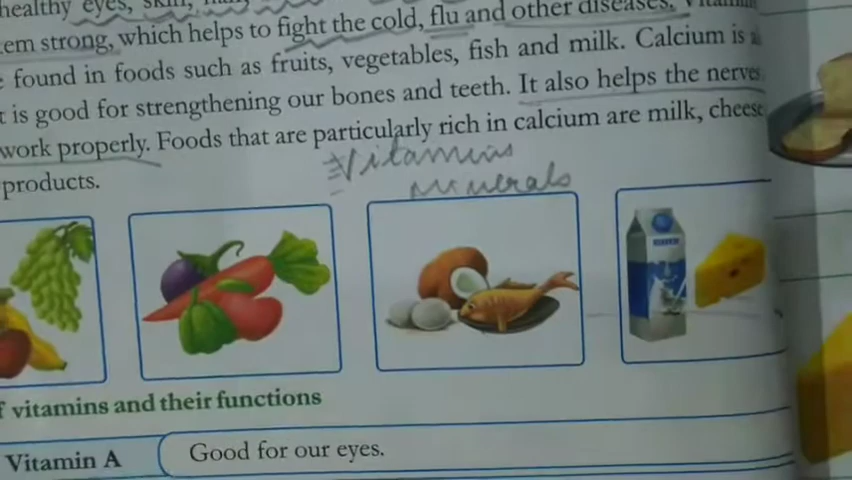 healthy eyes, skin,
em strong, which helps to fight the cold, flu and other diseases. Vitamin
found in foods such as fruits, vegetables, fish and milk. Calcium is
t is good for strengthening our bones and teeth. It also helps the nerves
work properly. Foods that are particularly rich in calcium are milk, cheese
products.
Vitamins
Minerals
f vitamins and their functions
Vitamin A Good for our eyes.